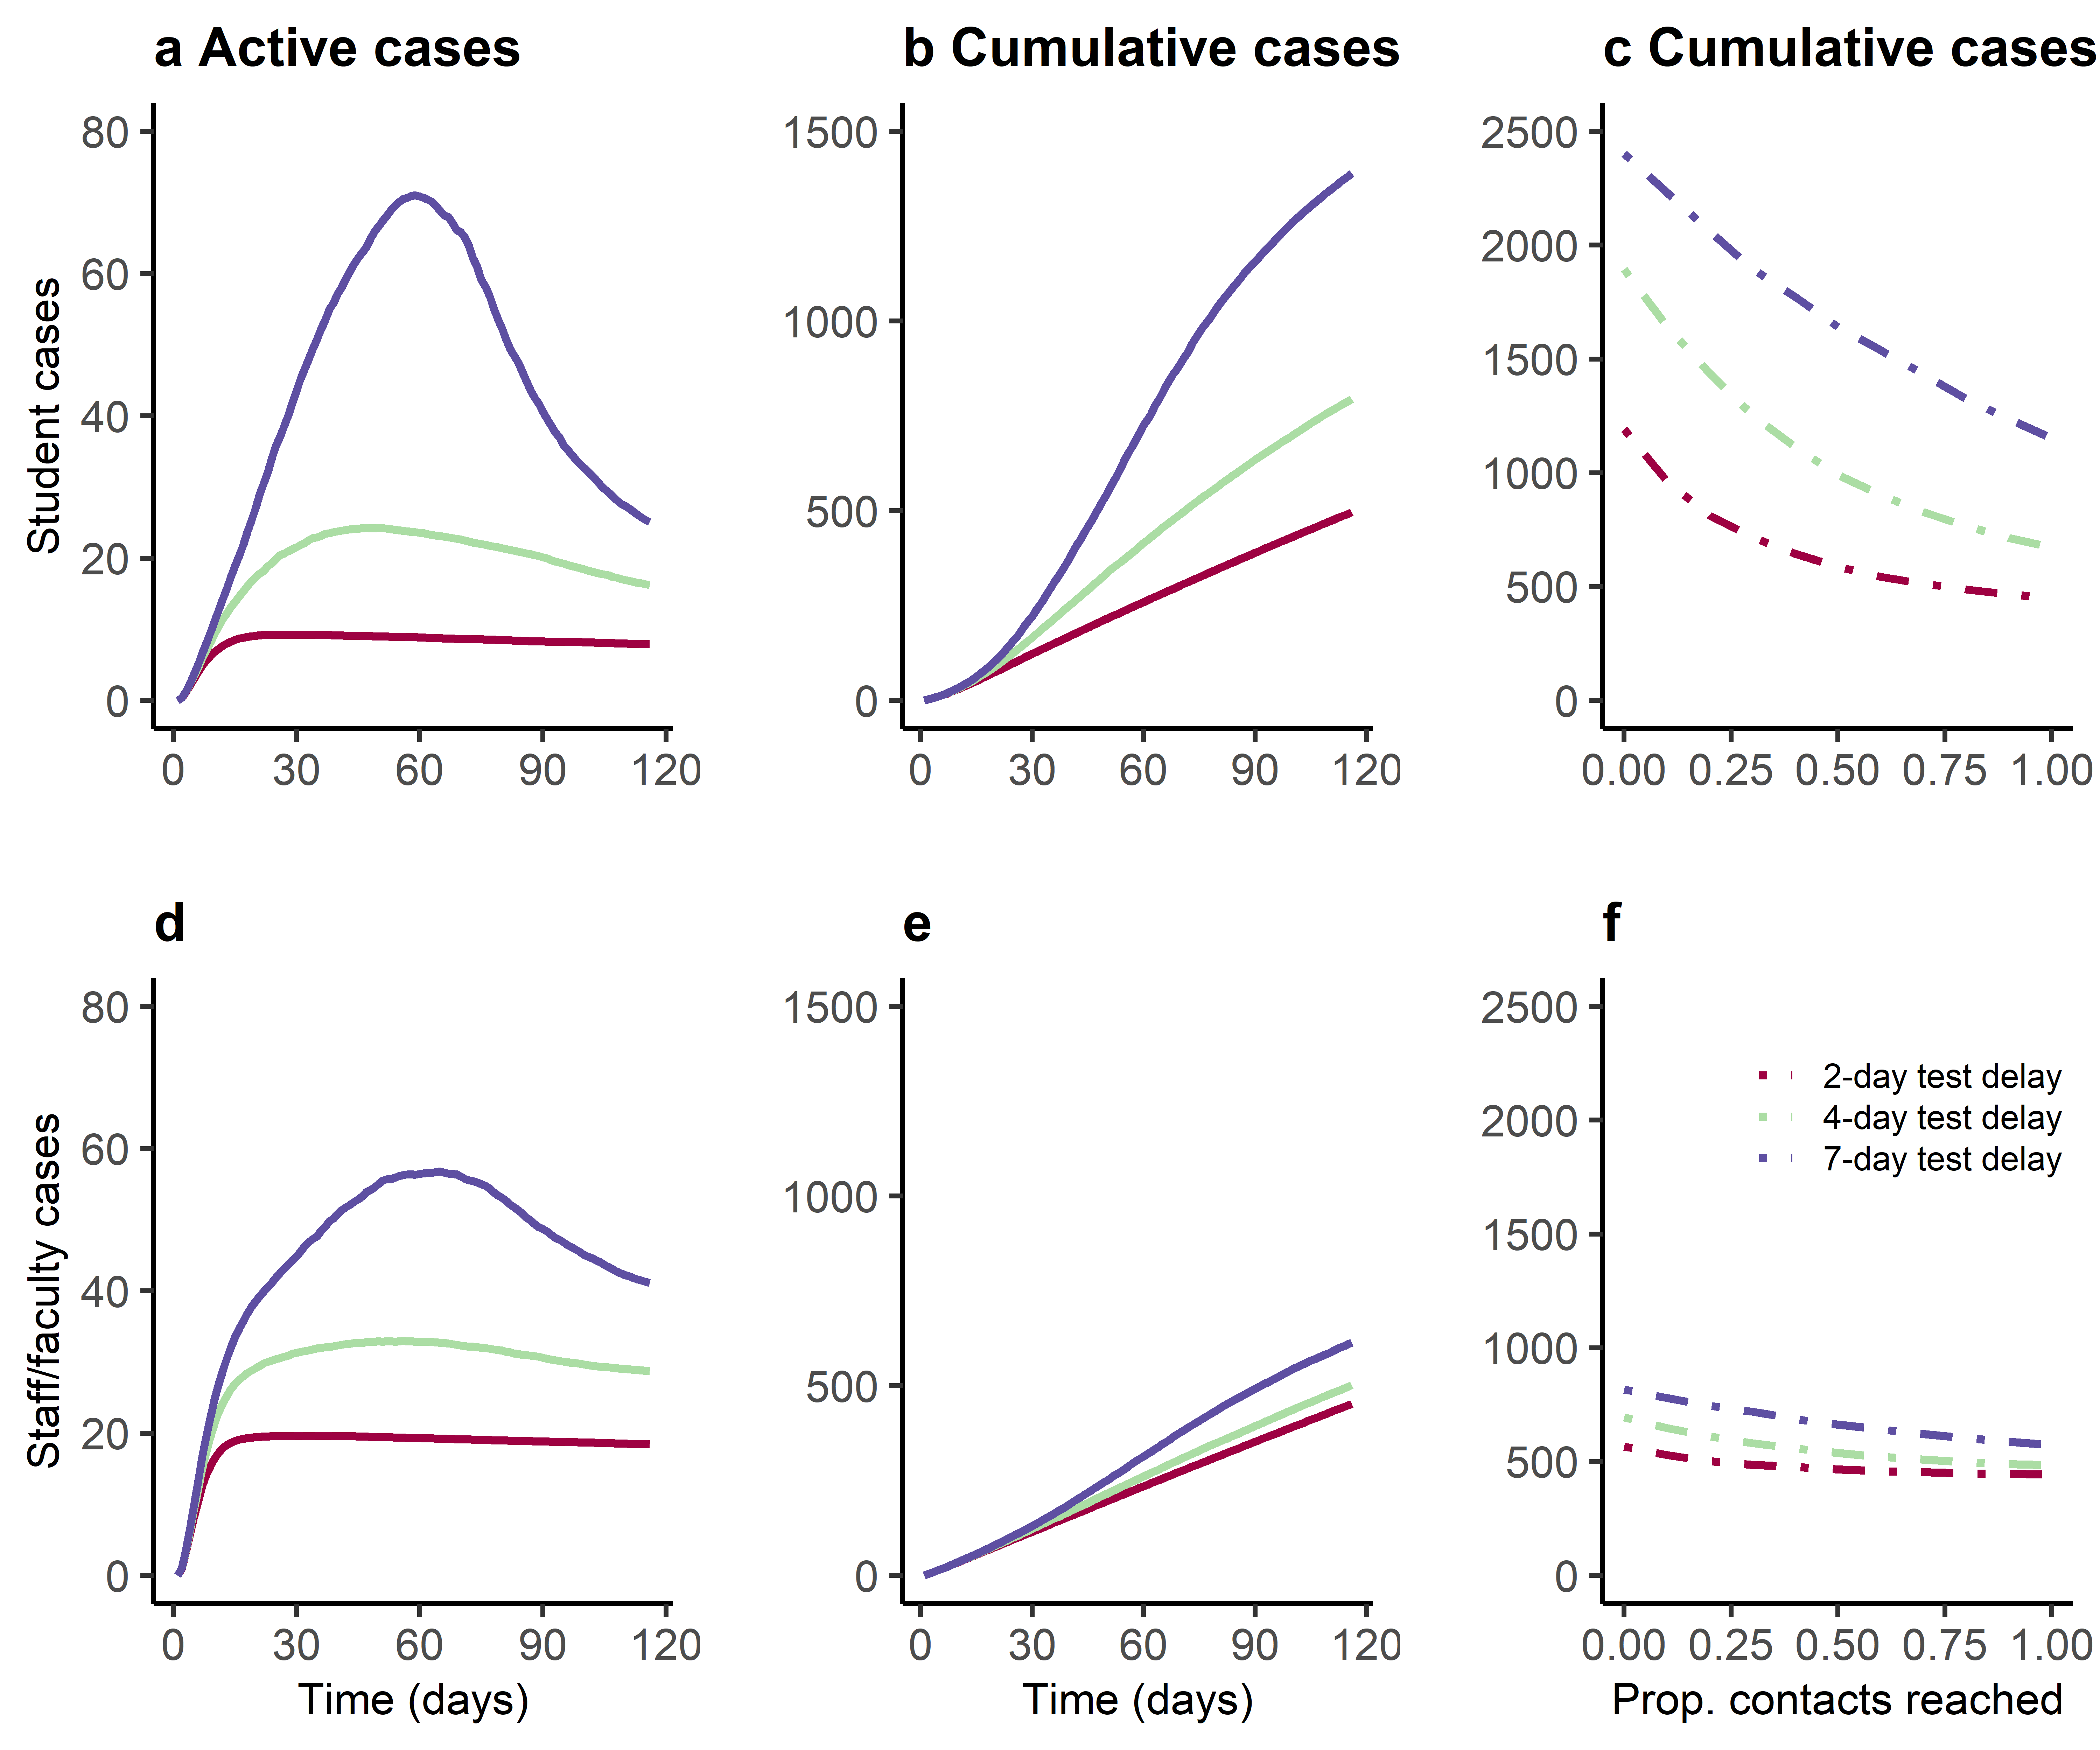 a Active cases
b Cumulative cases
c Cumulative cases
Student cases
80
60
40
20
0
0 30 60 90 120
1500
1000
500
0
0 30 60 90 120
2500
2000
1500
1000
500
0
0.00 0.25 0.50 0.75 1.00
d
e
f
Staff/faculty cases
80
60
40
20
0
0 30 60 90 120
Time (days)
1500
1000
500
0
0 30 60 90 120
Time (days)
2500
2000
1500
1000
500
0
2-day test delay
4-day test delay
7-day test delay
0.00 0.25 0.50 0.75 1.00
Prop. contacts reached